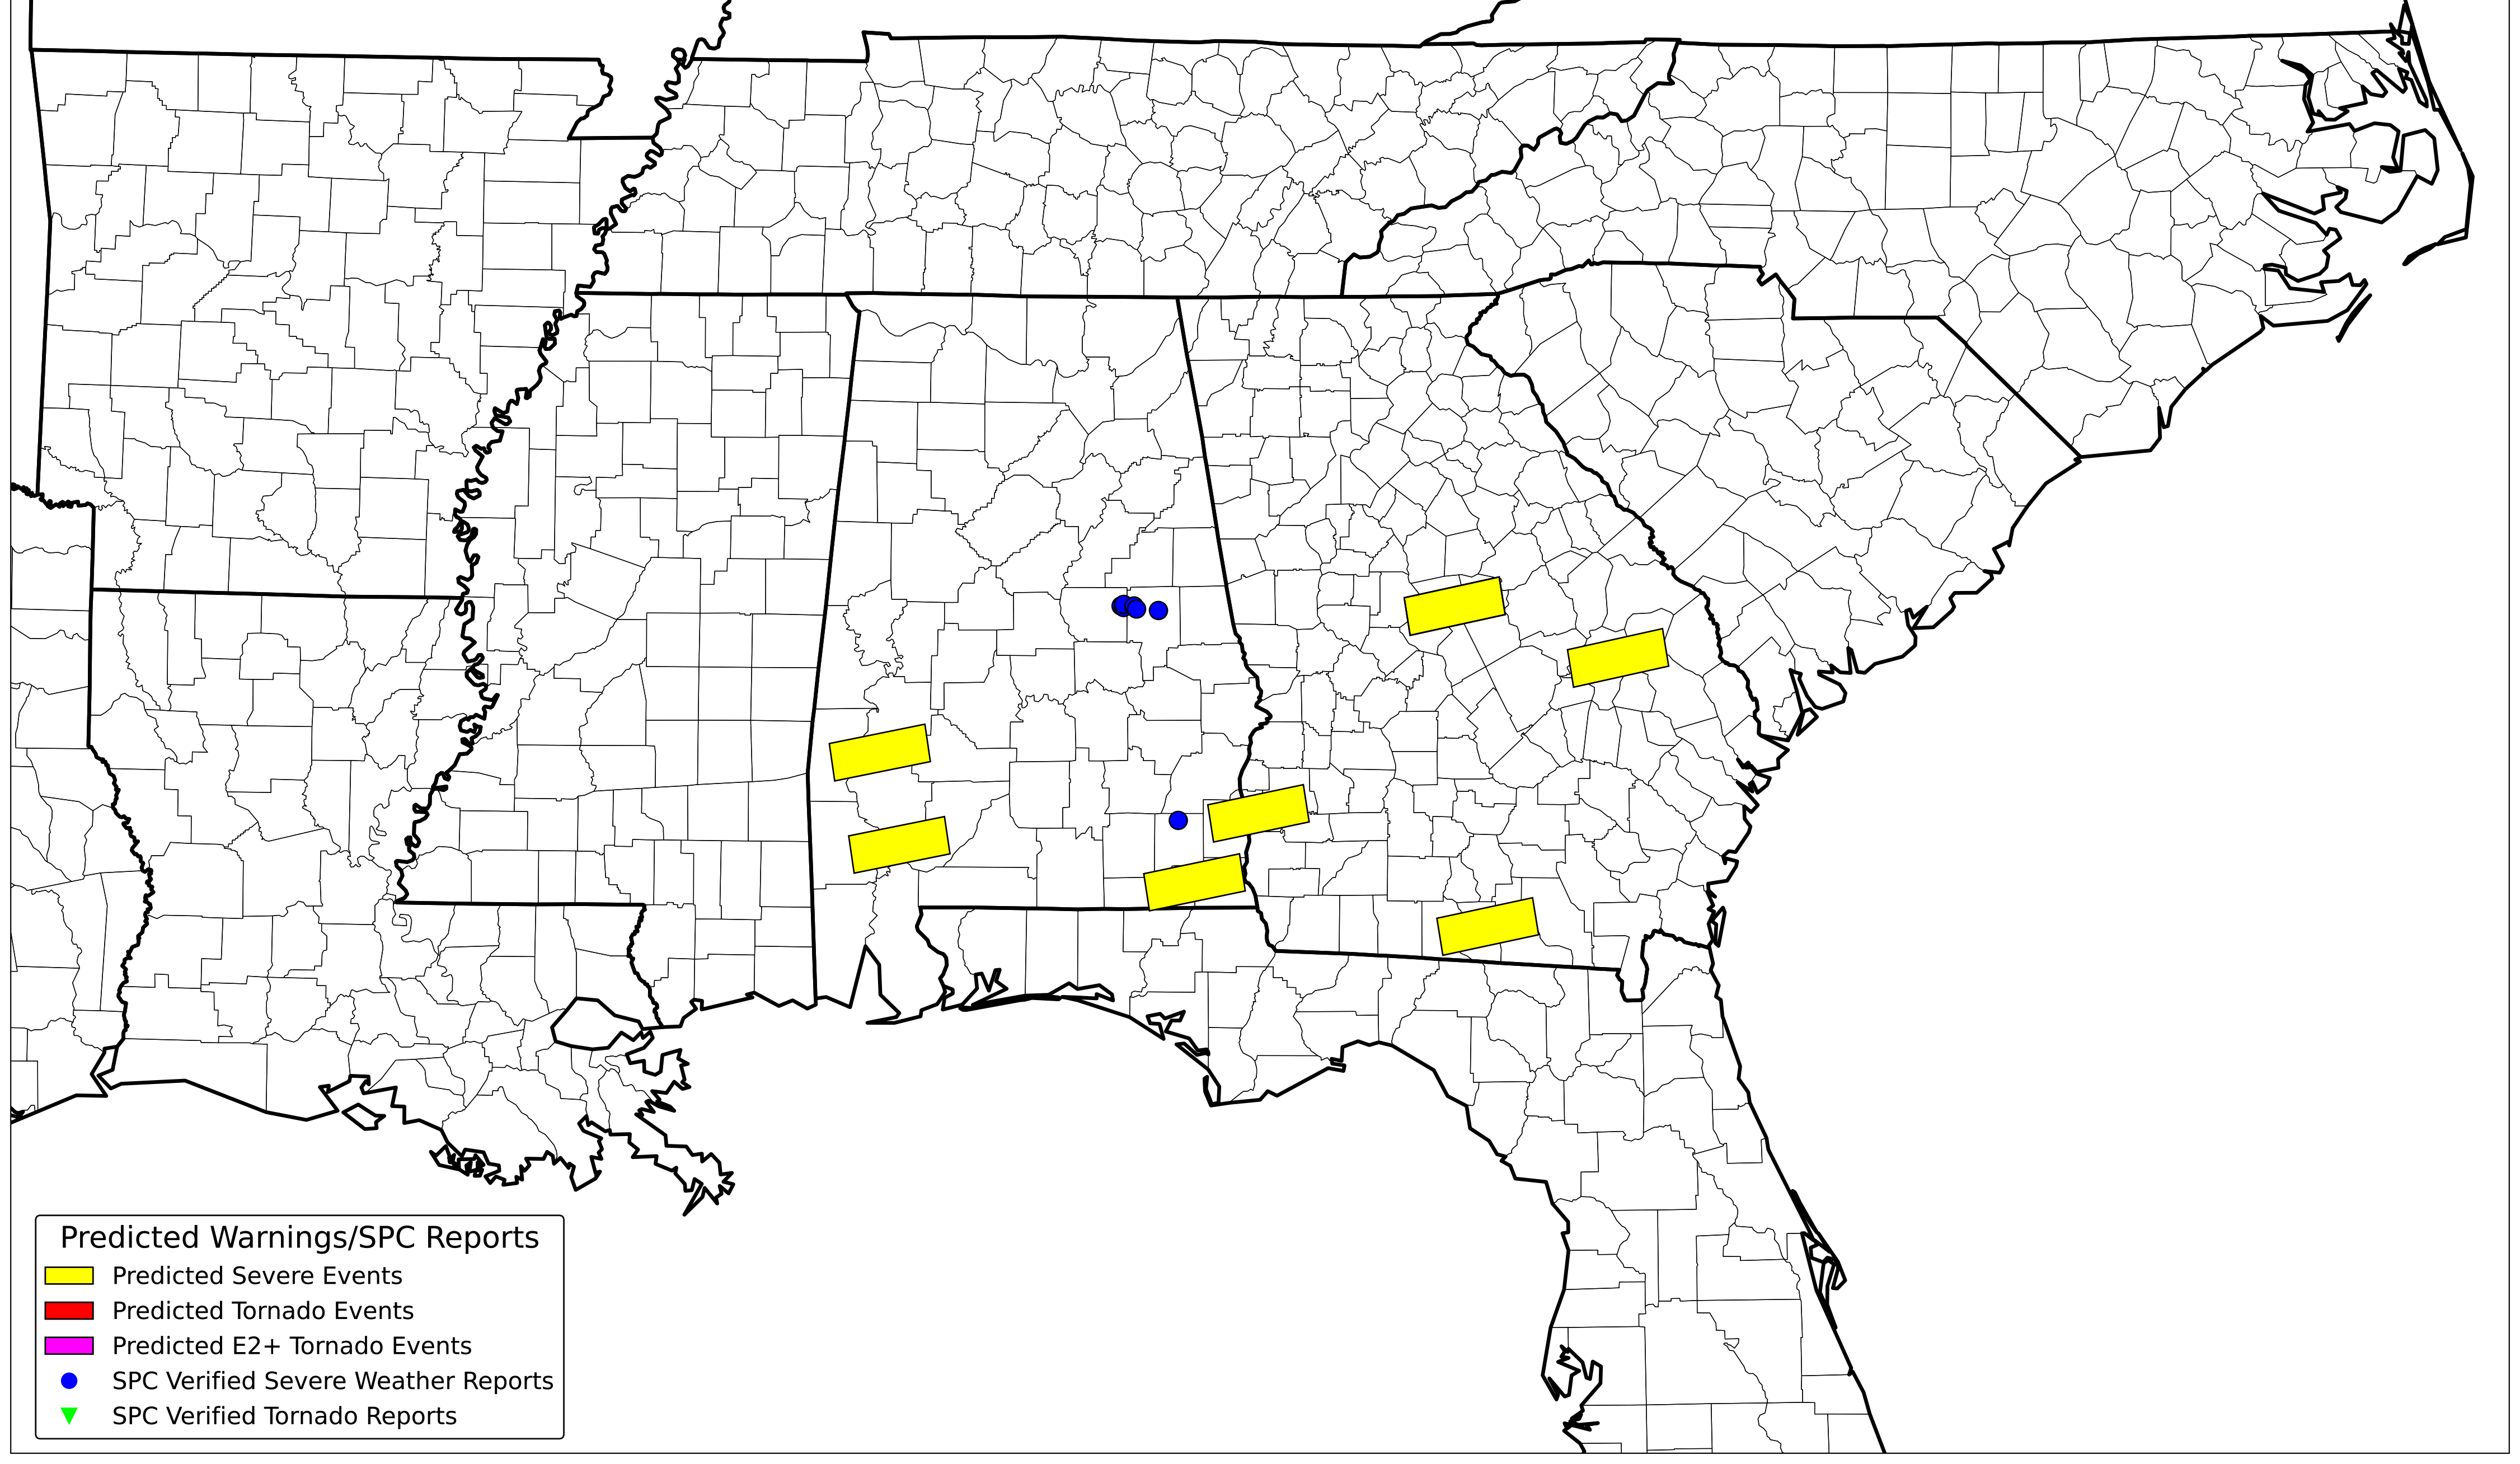 Predicted Warnings/SPC Reports
Predicted Severe Events
Predicted Tornado Events
Predicted E2+ Tornado Events
SPC Verified Severe Weather Reports
SPC Verified Tornado Reports